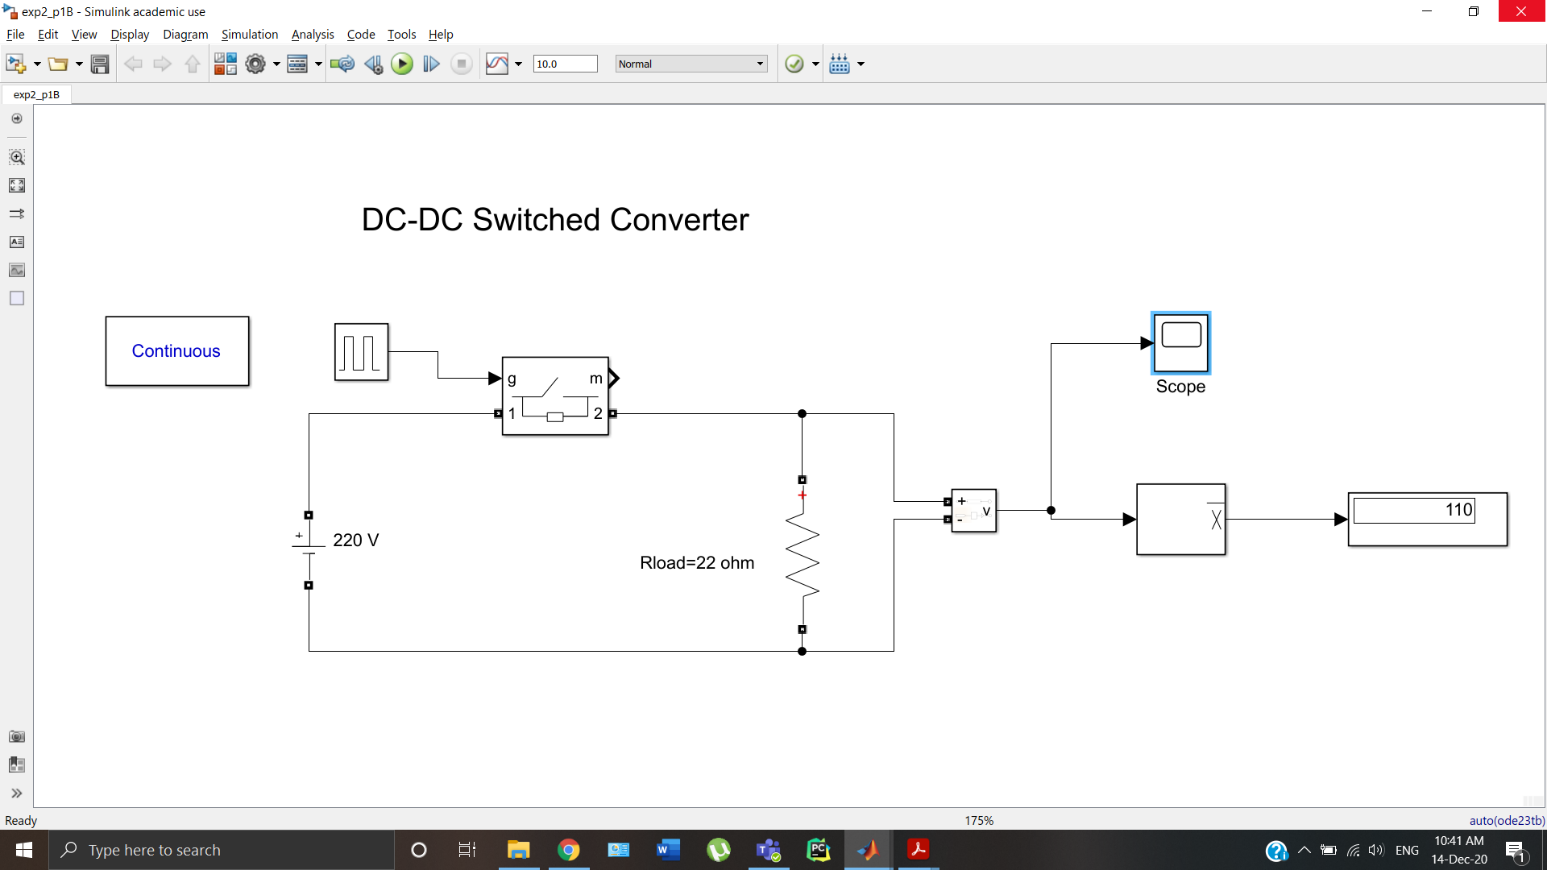 exp2_p1B - Simulink academic use
File Edit View Display Diagram Simulation Analysis Code Tools Help
10.0 Normal
exp2_p1B
DC-DC Switched Converter
Continuous
g m
1 2
Scope
+
220 V
+
Rload=22 ohm
+
- v
X
110
Ready 175% auto(ode23tb)
Type here to search
ENG
10:41 AM
14-Dec-20
1